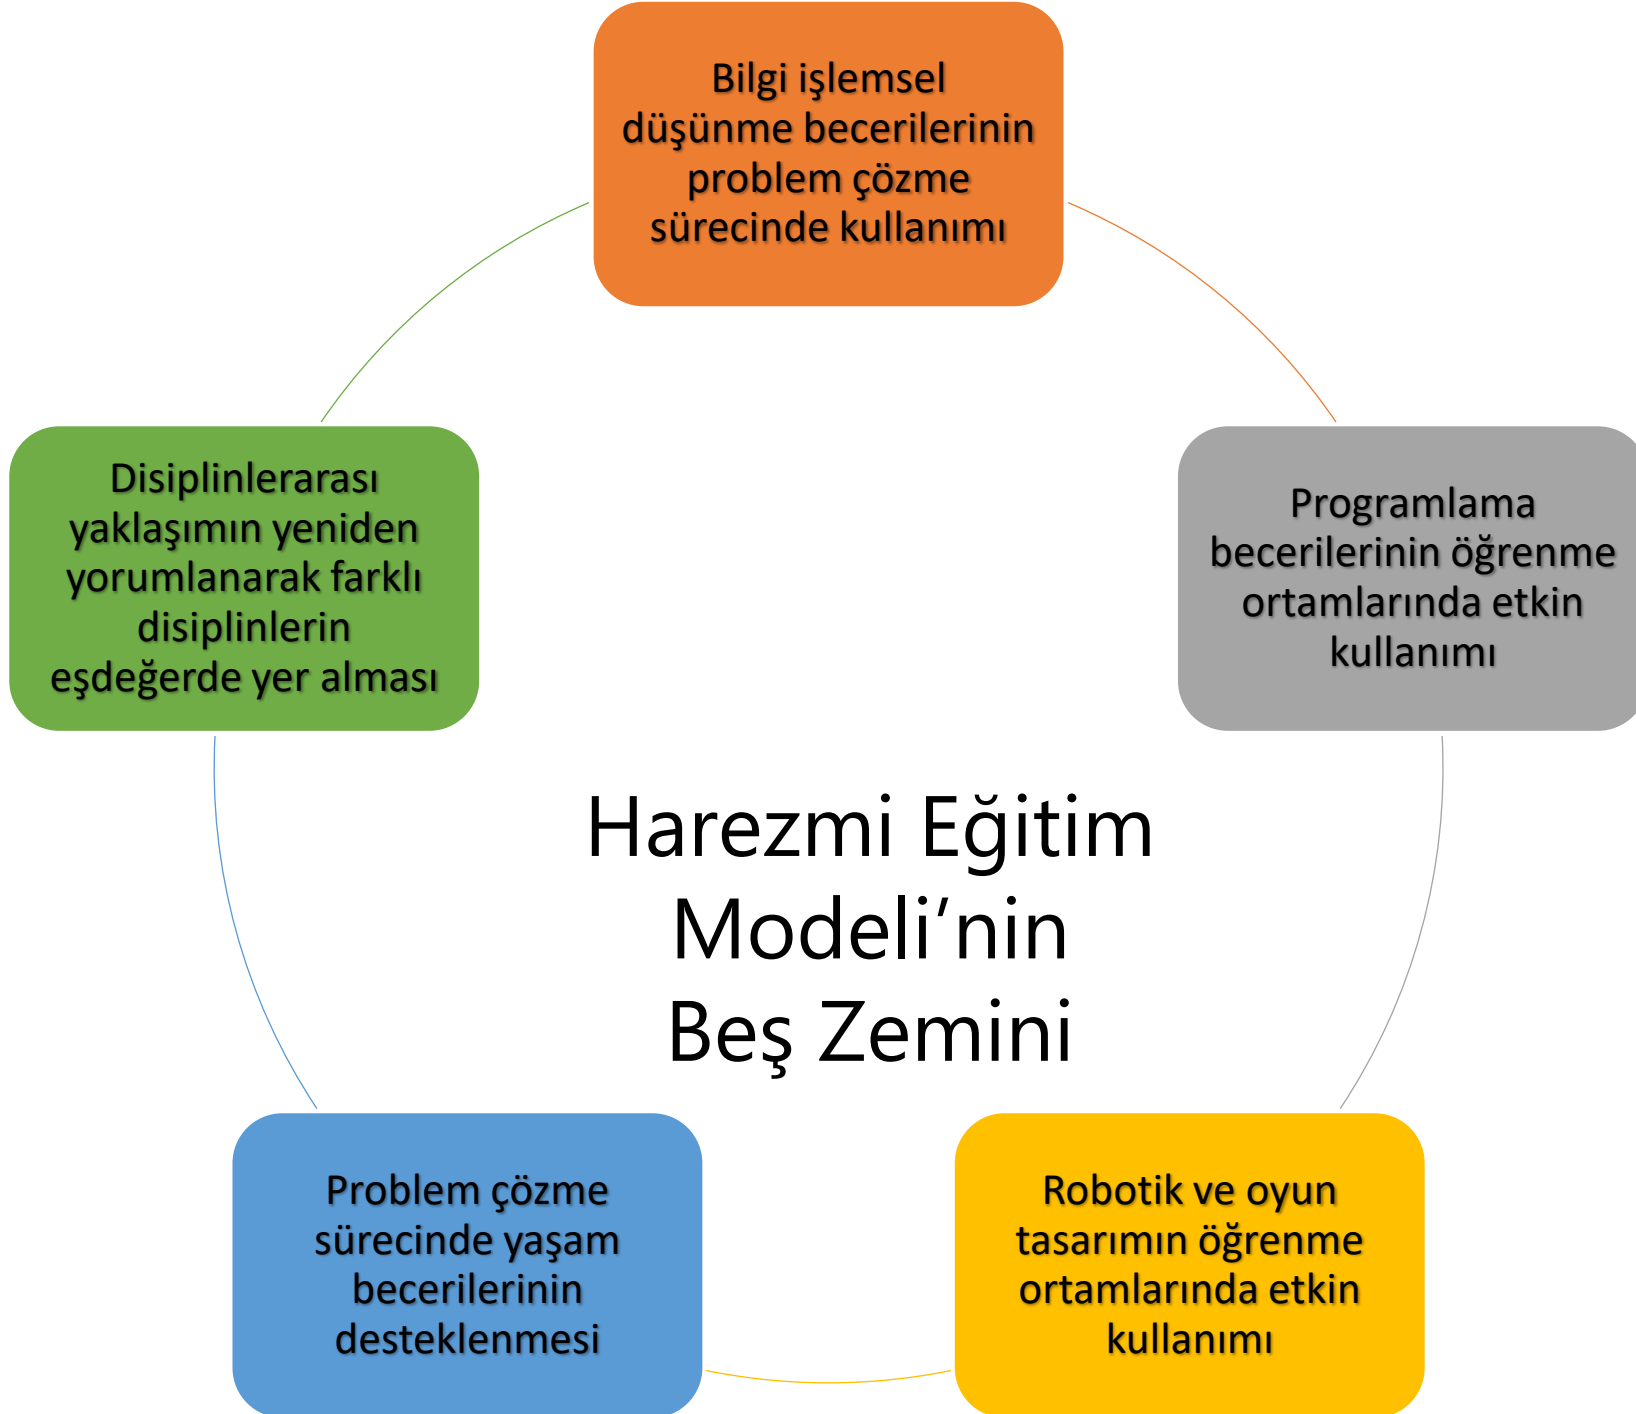 Bilgi işlemsel
düşünme becerilerinin
problem çözme
sürecinde kullanımı
Programlama
becerilerinin öğrenme
ortamlarında etkin
kullanımı
Robotik ve oyun
tasarımın öğrenme
ortamlarında etkin
kullanımı
Problem çözme
sürecinde yaşam
becerilerinin
desteklenmesi
Disiplinlerarası
yaklaşımın yeniden
yorumlanarak farklı
disiplinlerin
eşdeğerde yer alması
Harezmi Eğitim
Modeli’nin
Beş Zemini